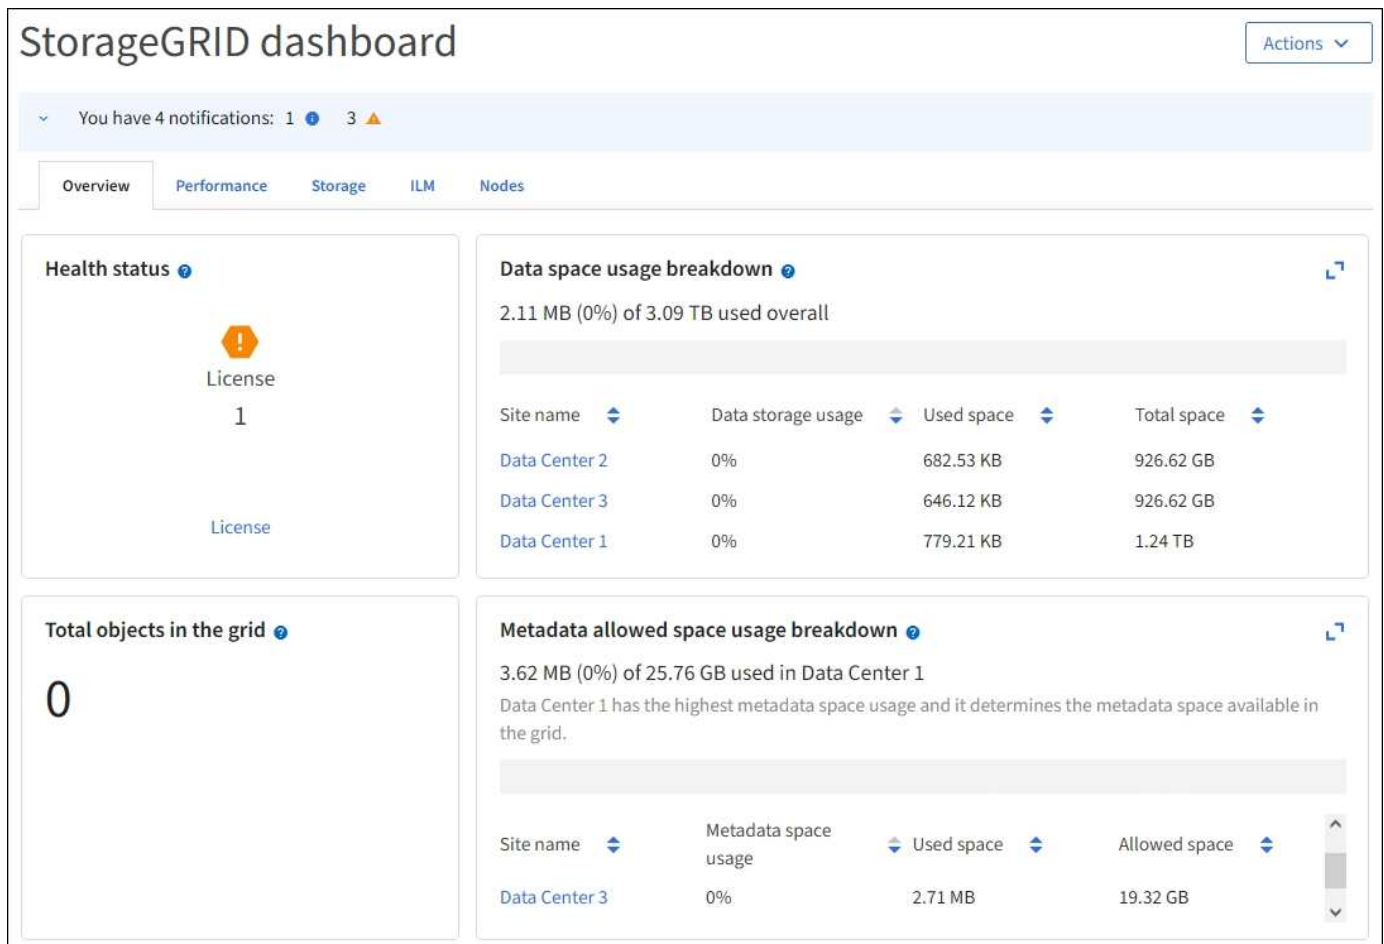 StorageGRID dashboard
Actions
You have 4 notifications: 1 3
Overview Performance Storage ILM Nodes
Health status
License
1
License
Data space usage breakdown
2.11 MB (0%) of 3.09 TB used overall
Site name Data storage usage Used space Total space
Data Center 2 0% 682.53 KB 926.62 GB
Data Center 3 0% 646.12 KB 926.62 GB
Data Center 1 0% 779.21 KB 1.24 TB
Total objects in the grid
0
Metadata allowed space usage breakdown
3.62 MB (0%) of 25.76 GB used in Data Center 1
Data Center 1 has the highest metadata space usage and it determines the metadata space available in
the grid.
Site name Metadata space usage Used space Allowed space
Data Center 3 0% 2.71 MB 19.32 GB